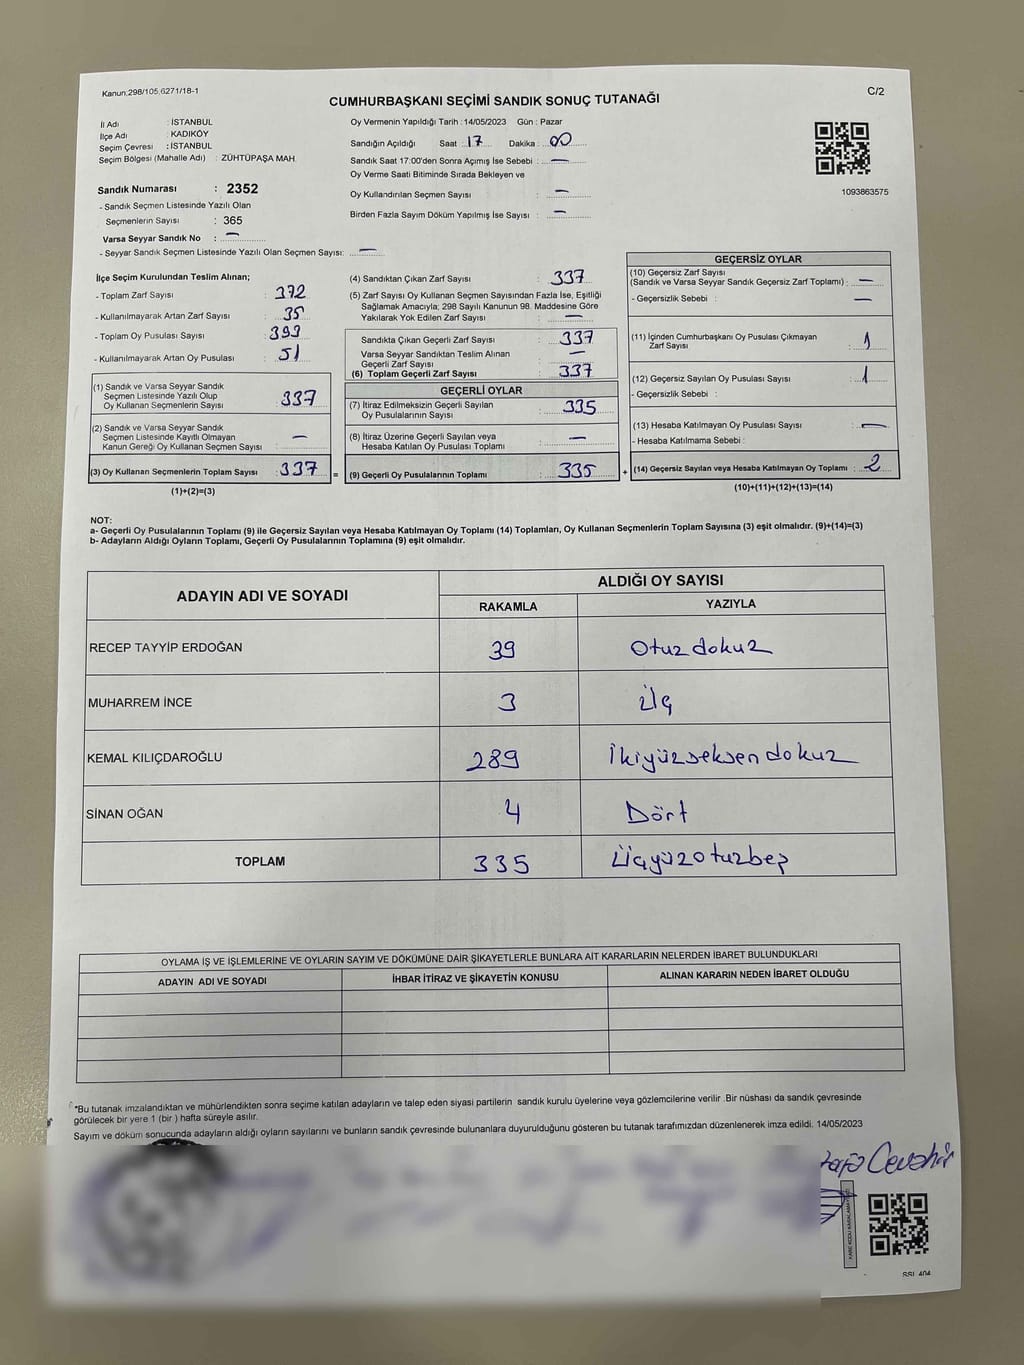 Kanun;298/105,6271/18-1
CUMHURBAŞKANI SEÇİMİ SANDIK SONUÇ TUTANAĞI
C/2
İl Adı : İSTANBUL
İlçe Adı : KADIKÖY
Seçim Çevresi : İSTANBUL
Seçim Bölgesi (Mahalle Adı) : ZÜHTÜPAŞA MAH.
Sandık Numarası : 2352
- Sandık Seçmen Listesinde Yazılı Olan
Seçmenlerin Sayısı : 365
Varsa Seyyar Sandık No : —
- Seyyar Sandık Seçmen Listesinde Yazılı Olan Seçmen Sayısı: —
Oy Vermenin Yapıldığı Tarih : 14/05/2023 Gün : Pazar
Sandığın Açıldığı Saat 17 Dakika : 00
Sandık Saat 17:00'den Sonra Açımış İse Sebebi : —
Oy Verme Saati Bitiminde Sırada Bekleyen ve
Oy Kullandırılan Seçmen Sayısı : —
Birden Fazla Sayım Döküm Yapılmış İse Sayısı : —
1093863575
İlçe Seçim Kurulundan Teslim Alınan;
- Toplam Zarf Sayısı : 372
- Kullanılmayarak Artan Zarf Sayısı : 35
- Toplam Oy Pusulası Sayısı : 393
- Kullanılmayarak Artan Oy Pusulası : 51
(1) Sandık ve Varsa Seyyar Sandık
Seçmen Listesinde Yazılı Olup
Oy Kullanan Seçmenlerin Sayısı : 337
(2) Sandık ve Varsa Seyyar Sandık
Seçmen Listesinde Kayıtlı Olmayan
Kanun Gereği Oy Kullanan Seçmen Sayısı : —
(3) Oy Kullanan Seçmenlerin Toplam Sayısı : 337 =
(1)+(2)=(3)
(4) Sandıktan Çıkan Zarf Sayısı : 337
(5) Zarf Sayısı Oy Kullanan Seçmen Sayısından Fazla İse, Eşitliği
Sağlamak Amacıyla; 298 Sayılı Kanunun 98. Maddesine Göre
Yakılarak Yok Edilen Zarf Sayısı : —
Sandıkta Çıkan Geçerli Zarf Sayısı : 337
Varsa Seyyar Sandıktan Teslim Alınan
Geçerli Zarf Sayısı : —
(6) Toplam Geçerli Zarf Sayısı : 337
GEÇERLİ OYLAR
(7) İtiraz Edilmeksizin Geçerli Sayılan
Oy Pusulalarının Sayısı : 335
(8) İtiraz Üzerine Geçerli Sayılan veya
Hesaba Katılan Oy Pusulaları Toplamı : —
(9) Geçerli Oy Pusulalarının Toplamı : 335 +
GEÇERSİZ OYLAR
(10) Geçersiz Zarf Sayısı
(Sandık ve Varsa Seyyar Sandık Geçersiz Zarf Toplamı) : —
- Geçersizlik Sebebi : —
(11) İçinden Cumhurbaşkanı Oy Pusulası Çıkmayan
Zarf Sayısı : 1
(12) Geçersiz Sayılan Oy Pusulası Sayısı : 1
- Geçersizlik Sebebi :
(13) Hesaba Katılmayan Oy Pusulası Sayısı : —
- Hesaba Katılmama Sebebi :
(14) Geçersiz Sayılan veya Hesaba Katılmayan Oy Toplamı : 2
(10)+(11)+(12)+(13)=(14)
NOT:
a- Geçerli Oy Pusulalarının Toplamı (9) ile Geçersiz Sayılan veya Hesaba Katılmayan Oy Toplamı (14) Toplamları, Oy Kullanan Seçmenlerin Toplam Sayısına (3) eşit olmalıdır. (9)+(14)=(3)
b- Adayların Aldığı Oyların Toplamı, Geçerli Oy Pusulalarının Toplamına (9) eşit olmalıdır.
ADAYIN ADI VE SOYADI ALDIĞI OY SAYISI
RAKAMLA YAZIYLA
RECEP TAYYİP ERDOĞAN 39 Otuzdokuz
MUHARREM İNCE 3 Üç
KEMAL KILIÇDAROĞLU 289 İkiyüzseksendokuz
SİNAN OĞAN 4 Dört
TOPLAM 335 Üçyüzotuzbeş
OYLAMA İŞ VE İŞLEMLERİNE VE OYLARIN SAYIM VE DÖKÜMÜNE DAİR ŞİKAYETLERLE BUNLARA AİT KARARLARIN NELERDEN İBARET BULUNDUKLARI
ADAYIN ADI VE SOYADI İHBAR İTİRAZ VE ŞİKAYETİN KONUSU ALINAN KARARIN NEDEN İBARET OLDUĞU
"Bu tutanak imzalandıktan ve mühürlendikten sonra seçime katılan adayların ve talep eden siyasi partilerin sandık kurulu üyelerine veya gözlemcilerine verilir .Bir nüshası da sandık çevresinde
görülecek bir yere 1 (bir ) hafta süreyle asılır.
Sayım ve döküm sonucunda adayların aldığı oyların sayılarını ve bunların sandık çevresinde bulunanlara duyurulduğunu gösteren bu tutanak tarafımızdan düzenlenerek imza edildi. 14/05/2023
Cevahir